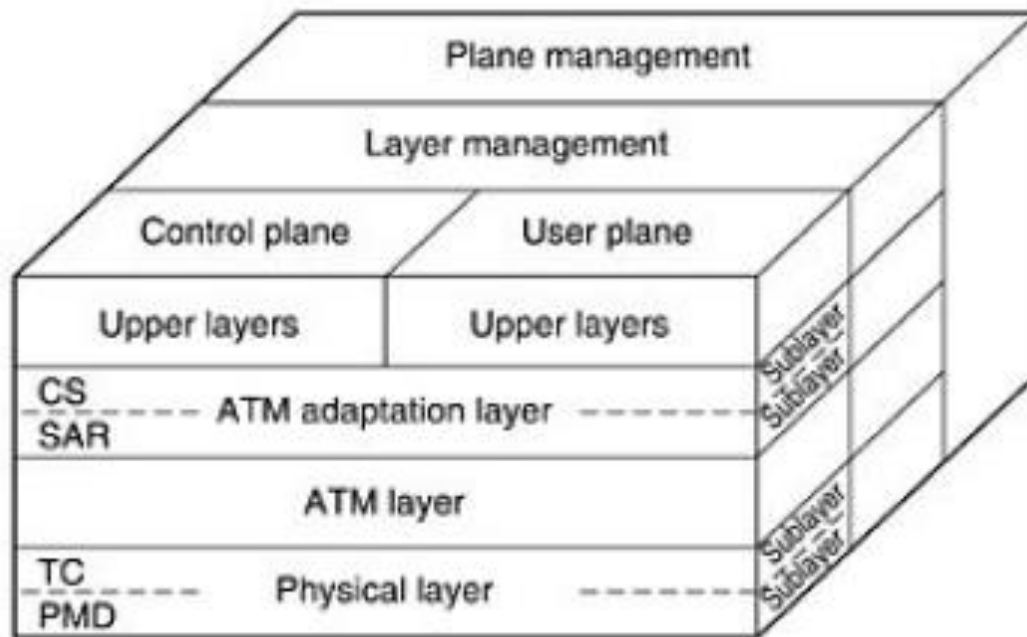 Plane management
Layer management
Control plane
User plane
Upper layers
Upper layers
Sublayer
Sublayer
CS
ATM adaptation layer
SAR
ATM layer
Sublayer
Sublayer
TC
Physical layer
PMD